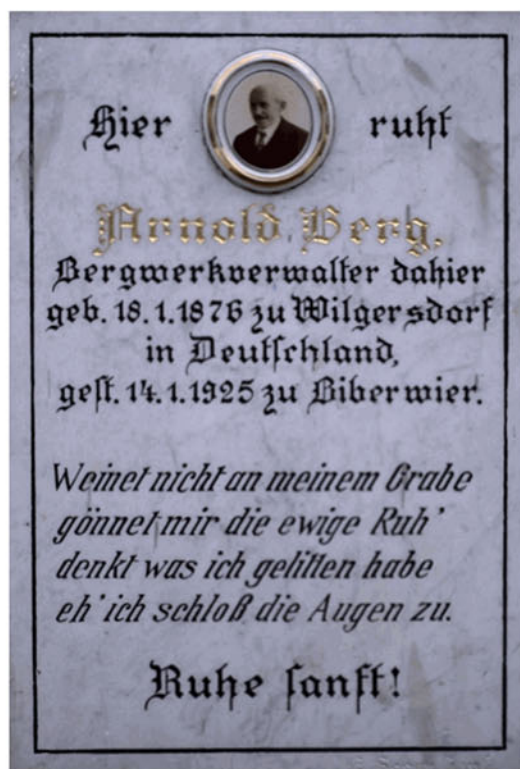 Hier ruht
Arnold Berg,
Bergwerkverwalter dahier
geb. 18.1.1876 zu Wilgersdorf
in Deutschland,
gest. 14.1.1925 zu Biberwier.
Weinet nicht an meinem Grabe
gönnet mir die ewige Ruh'
denkt was ich gelitten habe
eh' ich schloß die Augen zu.
Ruhe sanft!